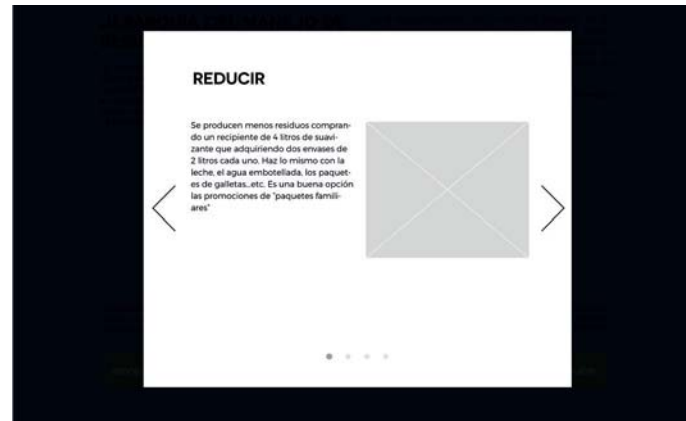 REDUCIR
Se producen menos residuos compran-
do un recipiente de 4 litros de suavi-
zante que adquiriendo dos envases de
2 litros cada uno. Haz lo mismo con la
leche, el agua embotellada, los paquet-
es de galletas...etc. Es una buena opción
las promociones de "paquetes famili-
ares"